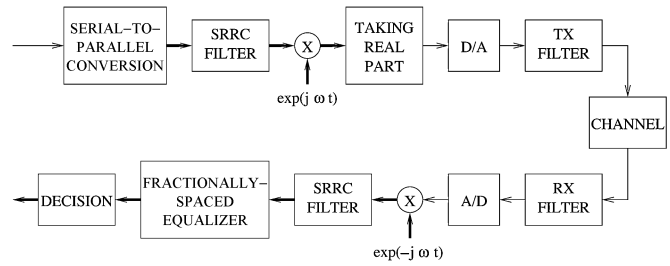 SERIAL-TO-
PARALLEL
CONVERSION
SRRC
FILTER
X
exp(j ω t)
TAKING
REAL
PART
D/A
TX
FILTER
CHANNEL
DECISION
FRACTIONALLY-
SPACED
EQUALIZER
SRRC
FILTER
X
exp(-j ω t)
A/D
RX
FILTER